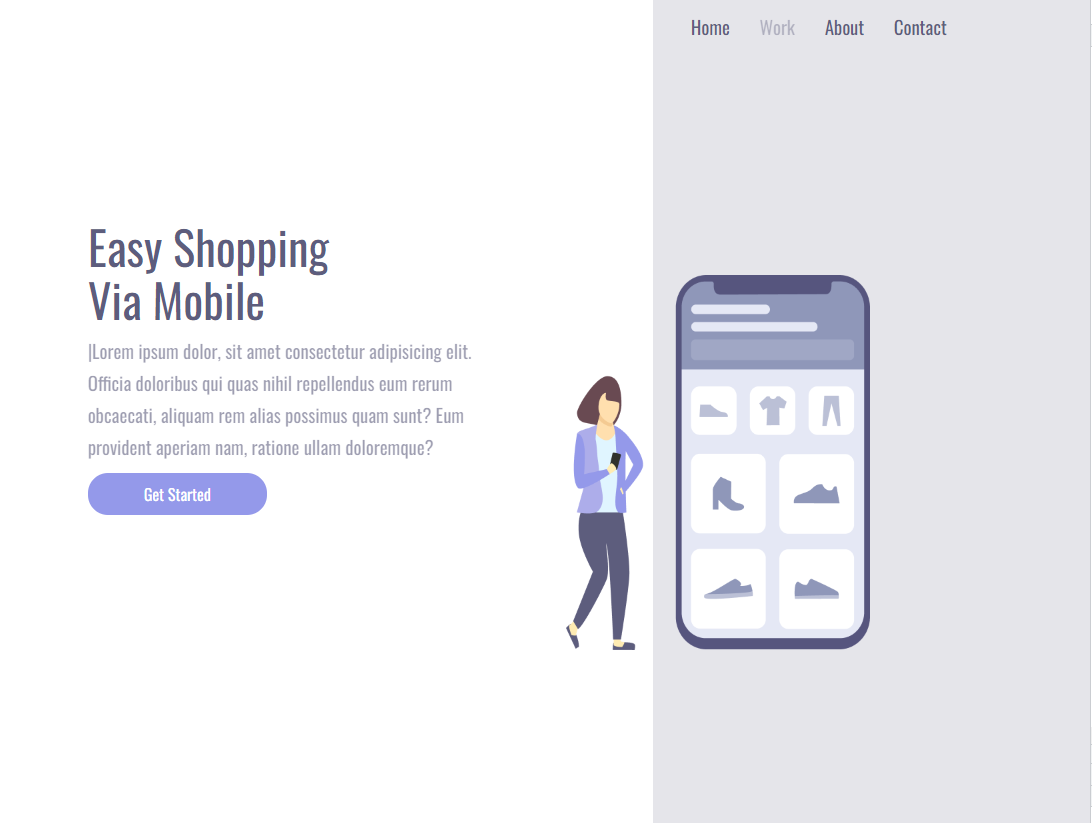 Home Work About Contact
Easy Shopping
Via Mobile
|Lorem ipsum dolor, sit amet consectetur adipisicing elit.
Officia doloribus qui quas nihil repellendus eum rerum
obcaecati, aliquam rem alias possimus quam sunt? Eum
provident aperiam nam, ratione ullam doloremque?
Get Started